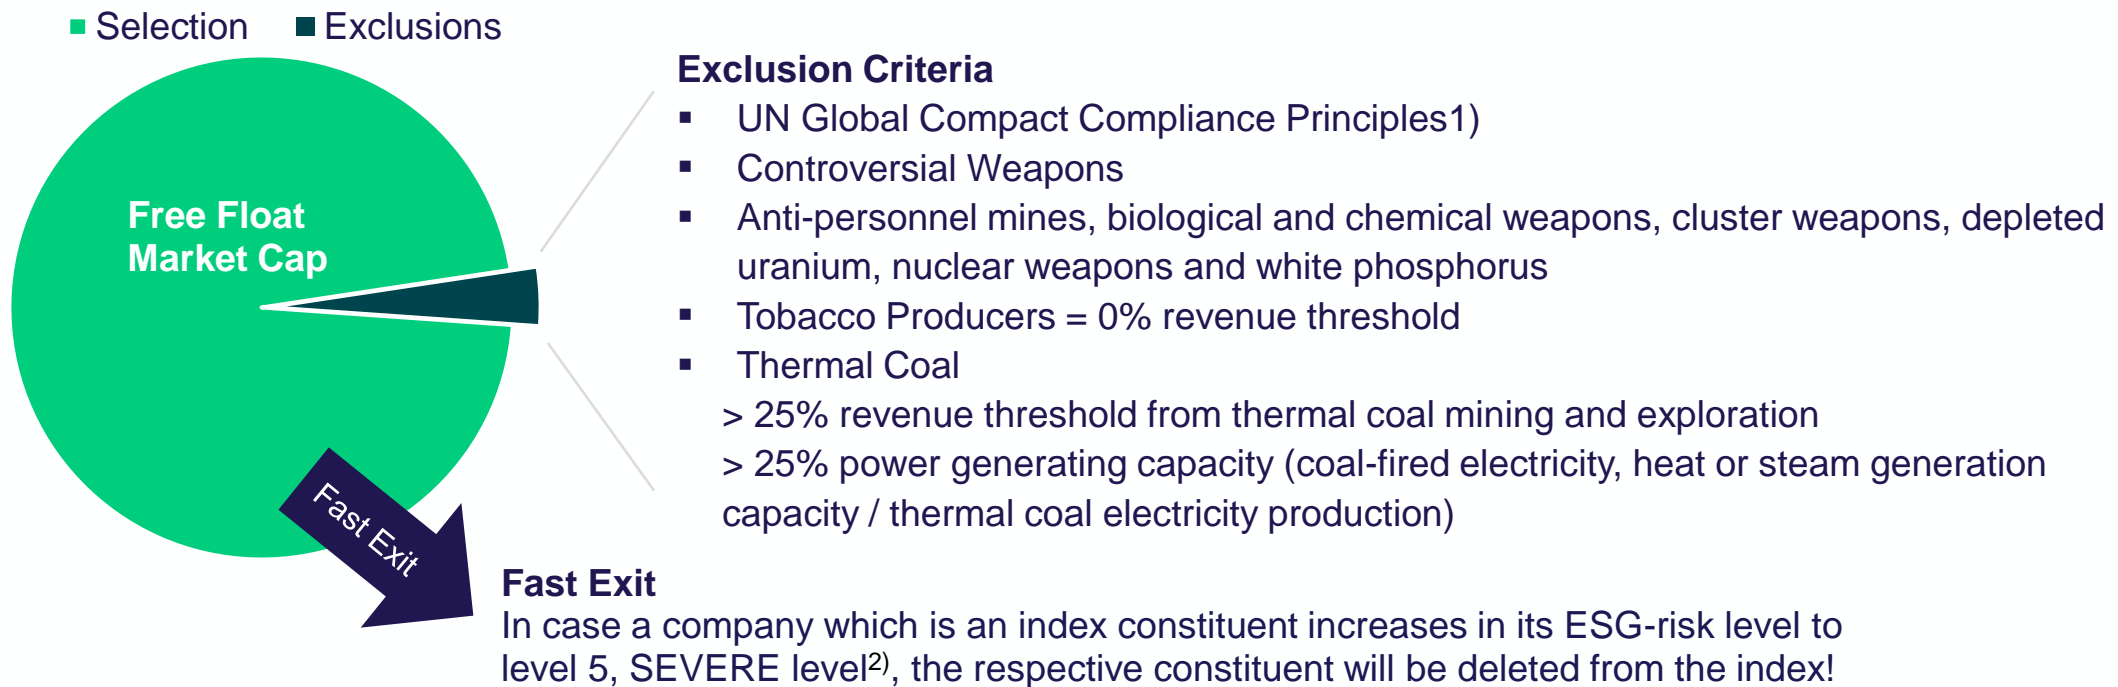 Selection Exclusions
Free Float
Market Cap
Exclusion Criteria
▪ UN Global Compact Compliance Principles1)
▪ Controversial Weapons
▪ Anti-personnel mines, biological and chemical weapons, cluster weapons, depleted
uranium, nuclear weapons and white phosphorus
▪ Tobacco Producers = 0% revenue threshold
▪ Thermal Coal
> 25% revenue threshold from thermal coal mining and exploration
> 25% power generating capacity (coal-fired electricity, heat or steam generation
capacity / thermal coal electricity production)
Fast Exit
Fast Exit
In case a company which is an index constituent increases in its ESG-risk level to
level 5, SEVERE level2), the respective constituent will be deleted from the index!